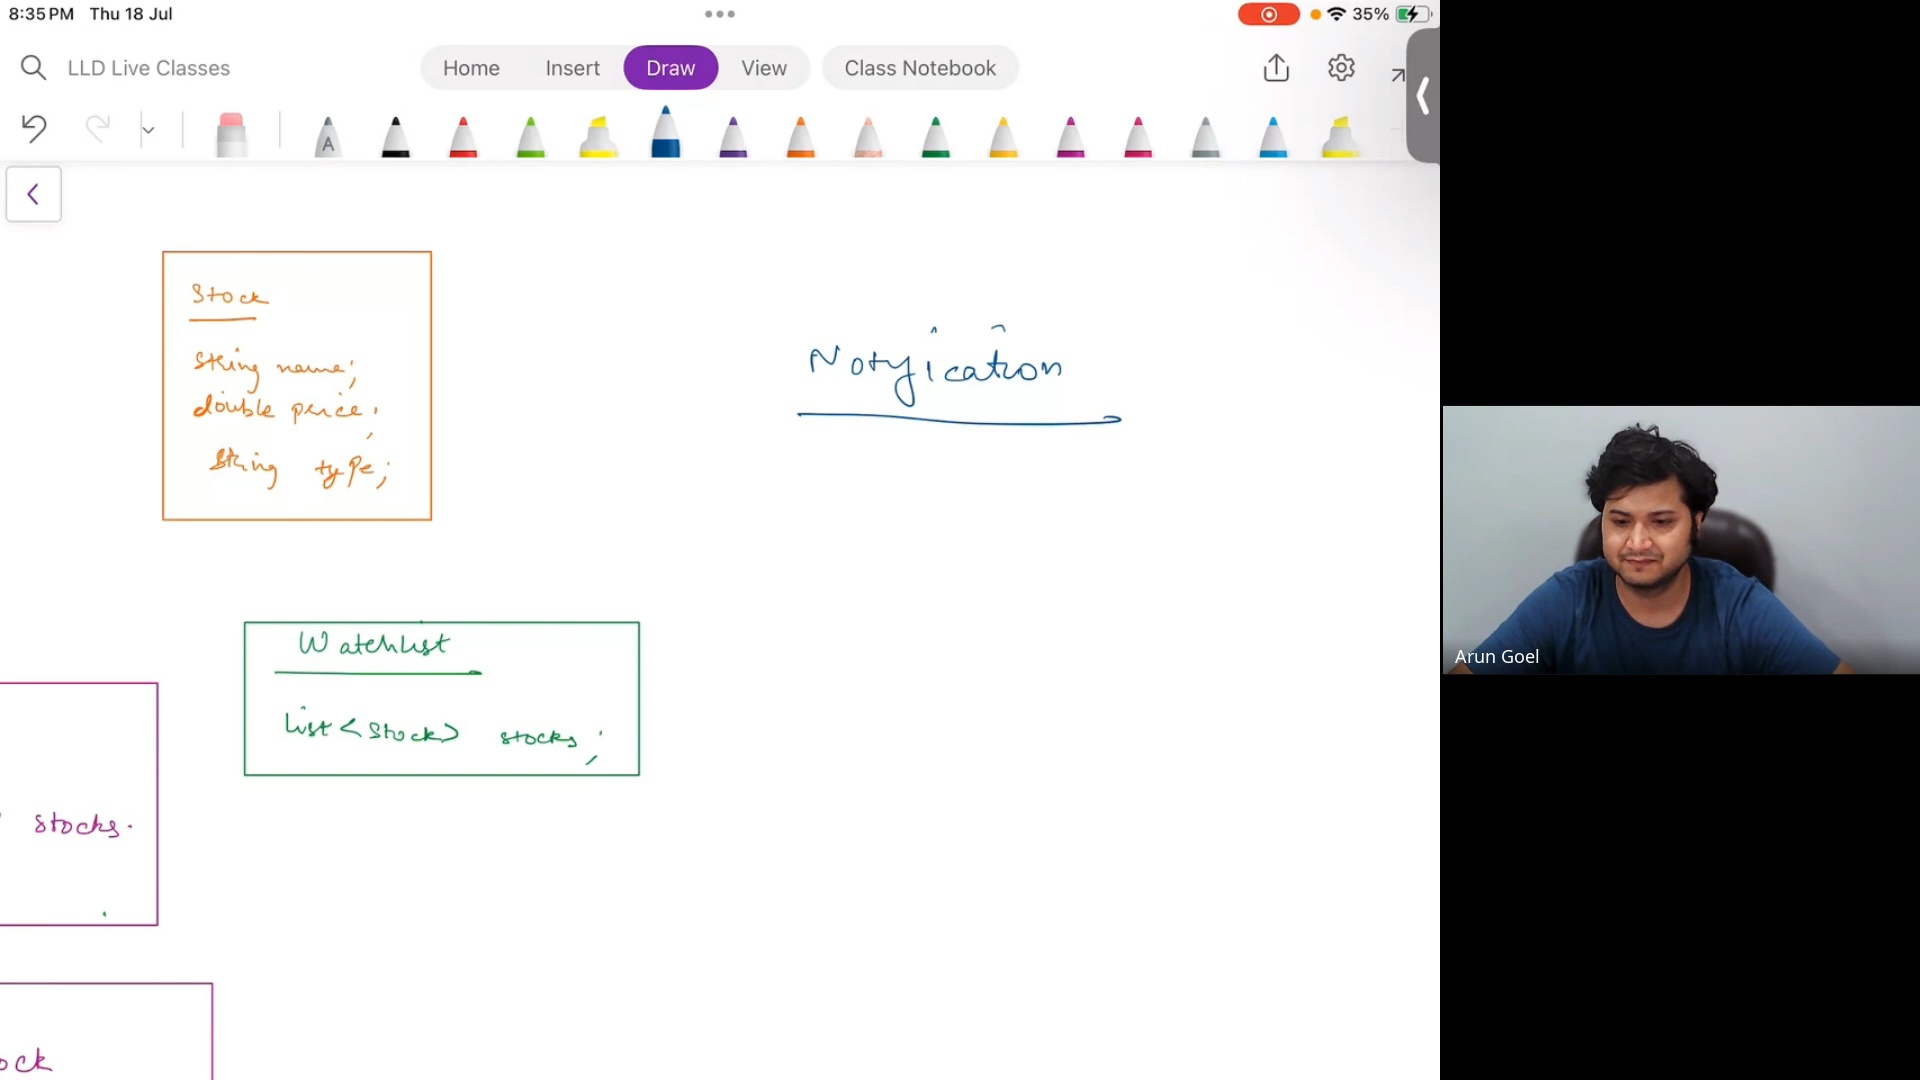 8:35 PM Thu 18 Jul
35%
LLD Live Classes
Home Insert Draw View Class Notebook
A
Stock
String name;
double price;
String type;
Notification
Watchlist
List<Stock> stocks;
stocks.
ock
Arun Goel